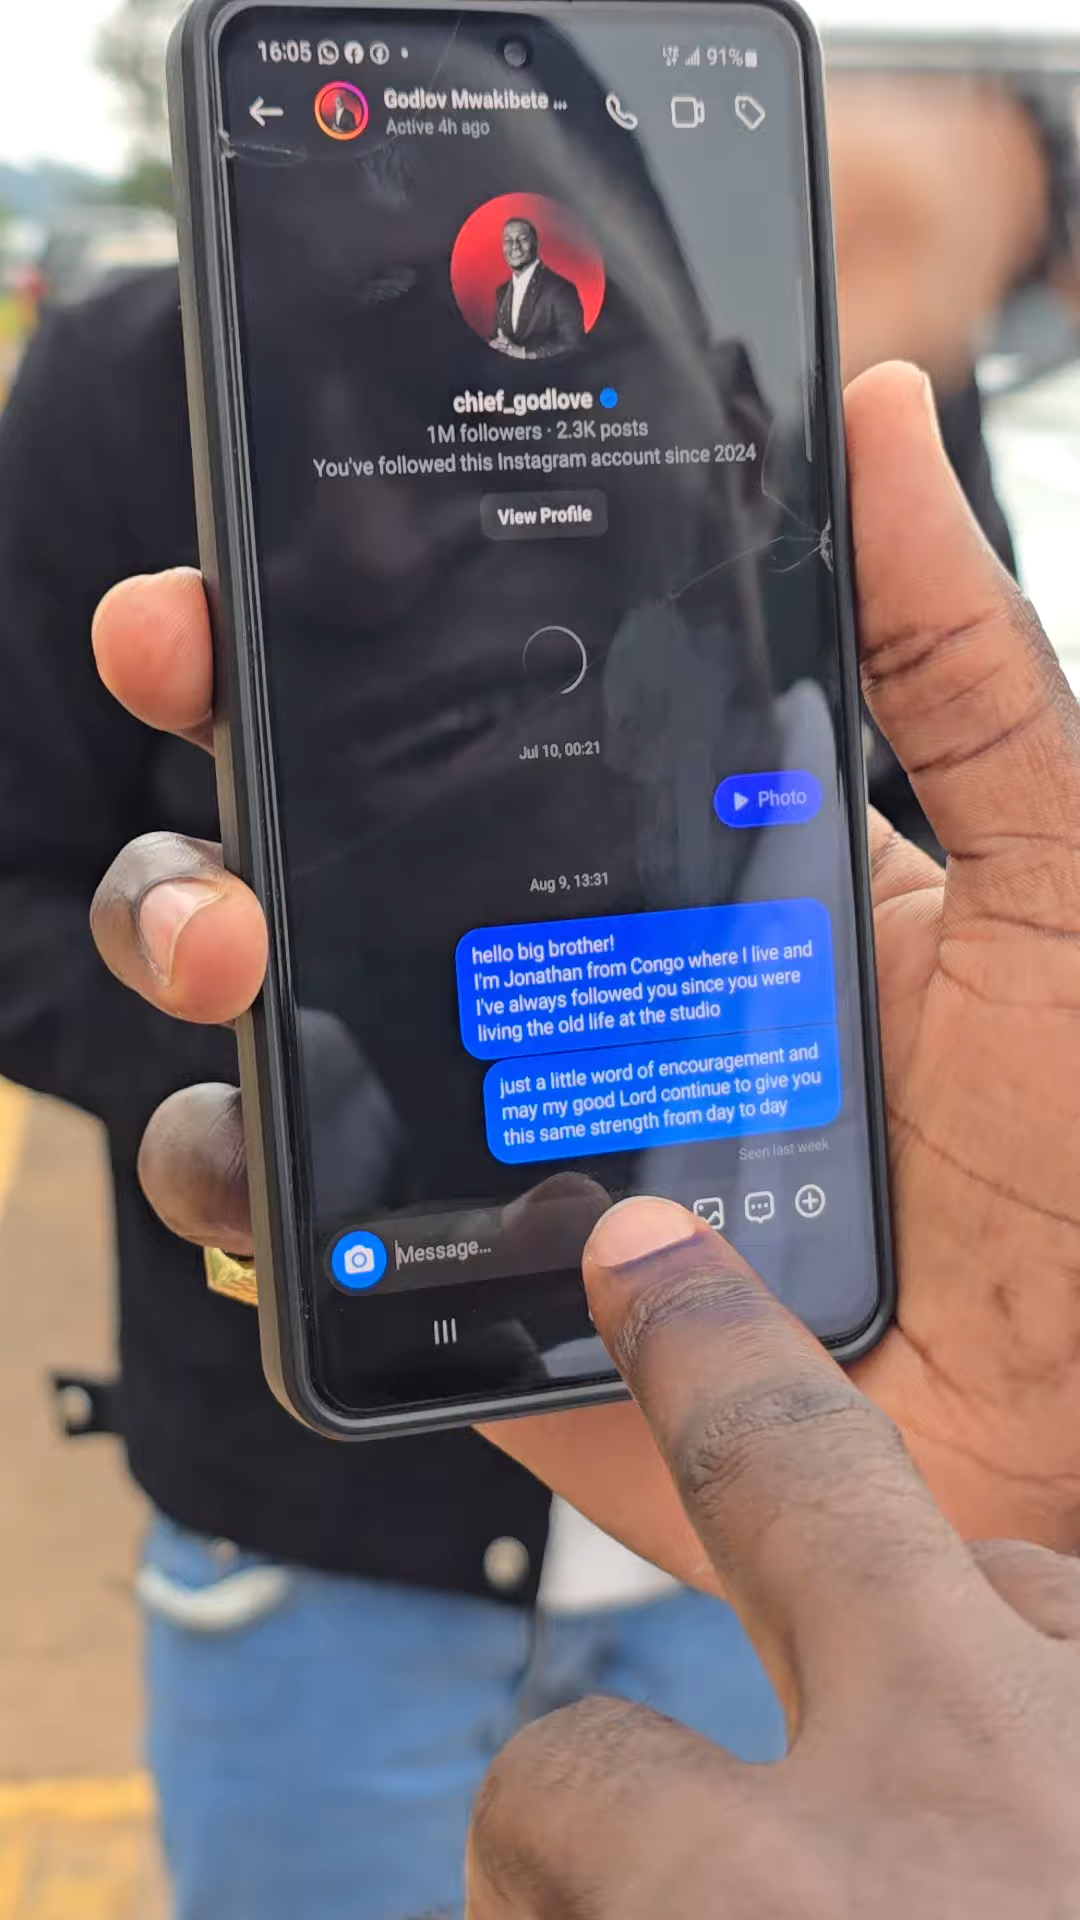 16:05
91%
Godlov Mwakibete ...
Active 4h ago
chief_godlove
1M followers · 2.3K posts
You've followed this Instagram account since 2024
View Profile
Jul 10, 00:21
Photo
Aug 9, 13:31
hello big brother!
I'm Jonathan from Congo where I live and
I've always followed you since you were
living the old life at the studio
just a little word of encouragement and
may my good Lord continue to give you
this same strength from day to day
Seen last week
Message...